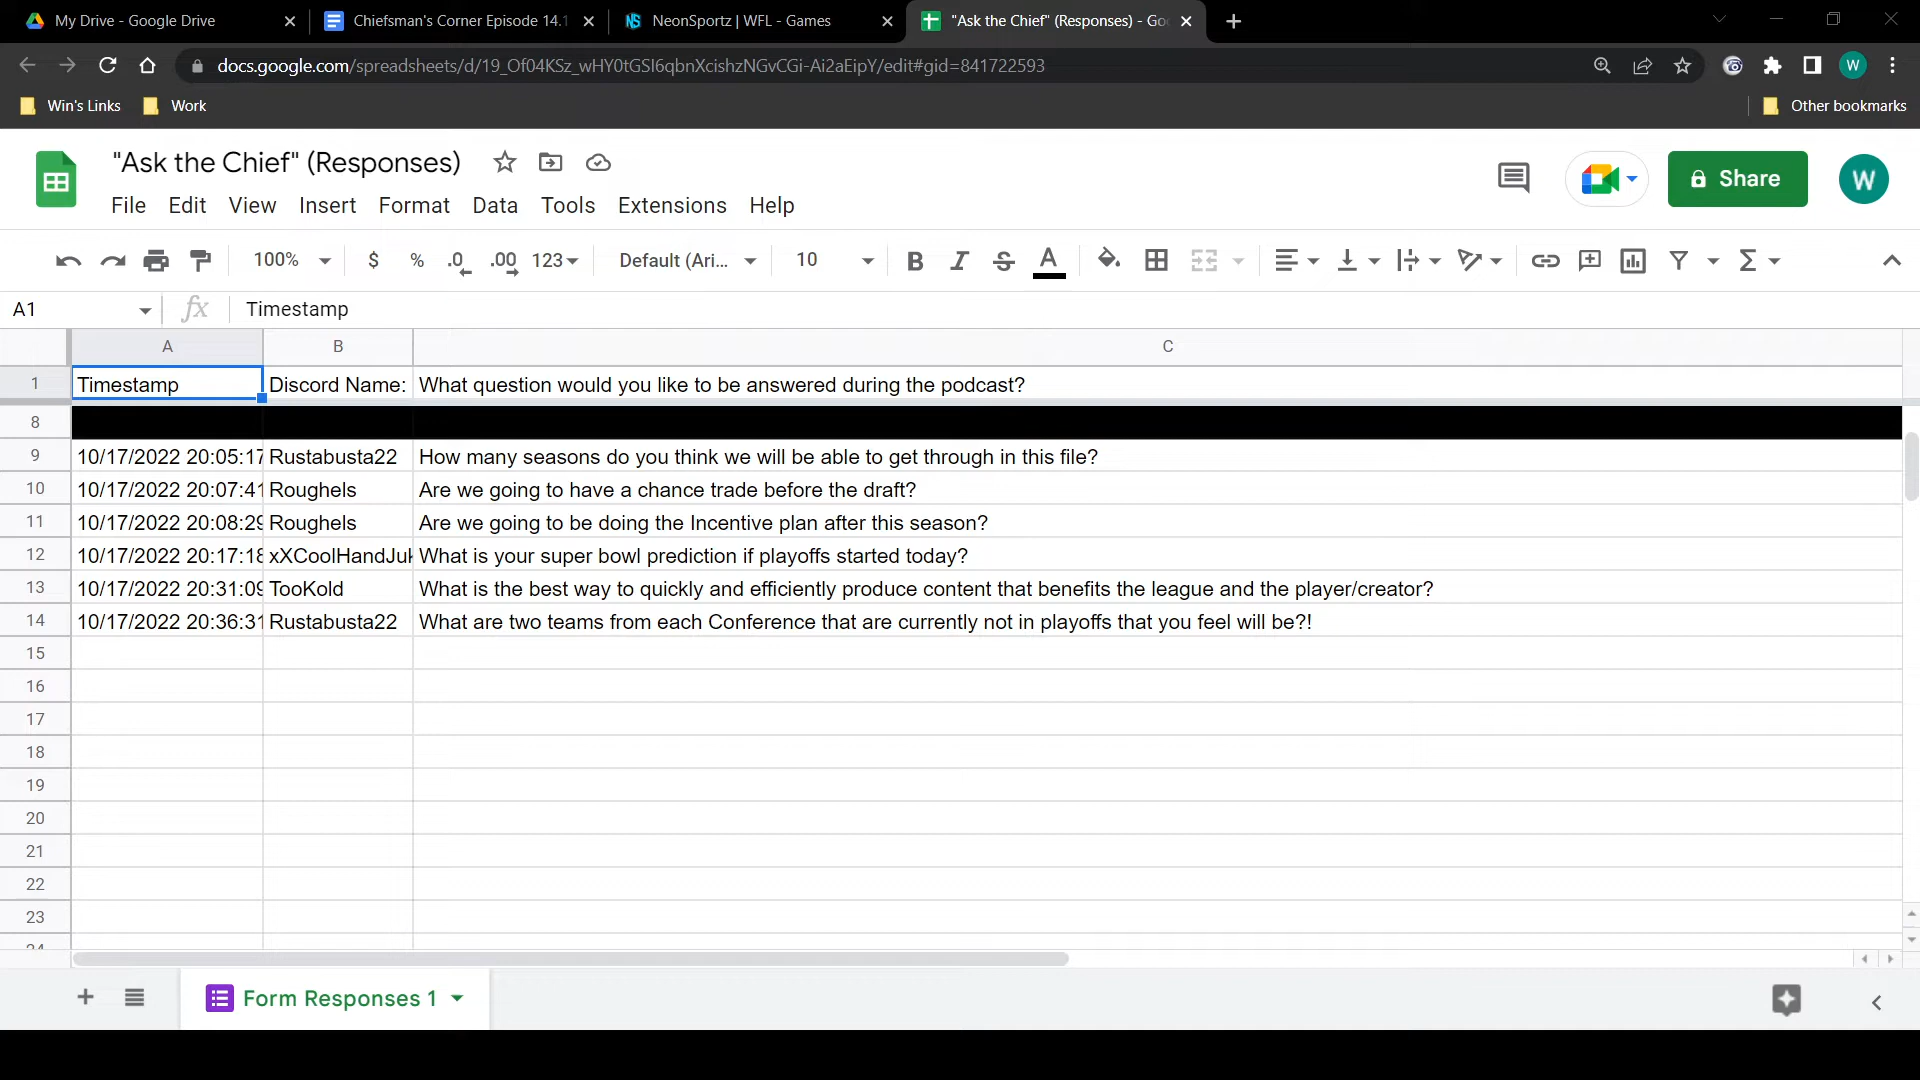 My Drive - Google Drive
Chiefsman's Corner Episode 14.1
NeonSportz | WFL - Games
"Ask the Chief" (Responses) - Goo
docs.google.com/spreadsheets/d/19_Of04KSz_wHY0tGSI6qbnXcishzNGvCGi-Ai2aEipY/edit#gid=841722593
W
Win's Links
Work
Other bookmarks
"Ask the Chief" (Responses)
File Edit View Insert Format Data Tools Extensions Help
Share
W
100% $ % .0 .00 123 Default (Ari... 10 B I S A Σ
A1 fx Timestamp
A B C
1 Timestamp Discord Name: What question would you like to be answered during the podcast?
8
9 10/17/2022 20:05:17 Rustabusta22 How many seasons do you think we will be able to get through in this file?
10 10/17/2022 20:07:41 Roughels Are we going to have a chance trade before the draft?
11 10/17/2022 20:08:29 Roughels Are we going to be doing the Incentive plan after this season?
12 10/17/2022 20:17:18 xXCoolHandJuk What is your super bowl prediction if playoffs started today?
13 10/17/2022 20:31:09 TooKold What is the best way to quickly and efficiently produce content that benefits the league and the player/creator?
14 10/17/2022 20:36:31 Rustabusta22 What are two teams from each Conference that are currently not in playoffs that you feel will be?!
15
16
17
18
19
20
21
22
23
24
Form Responses 1